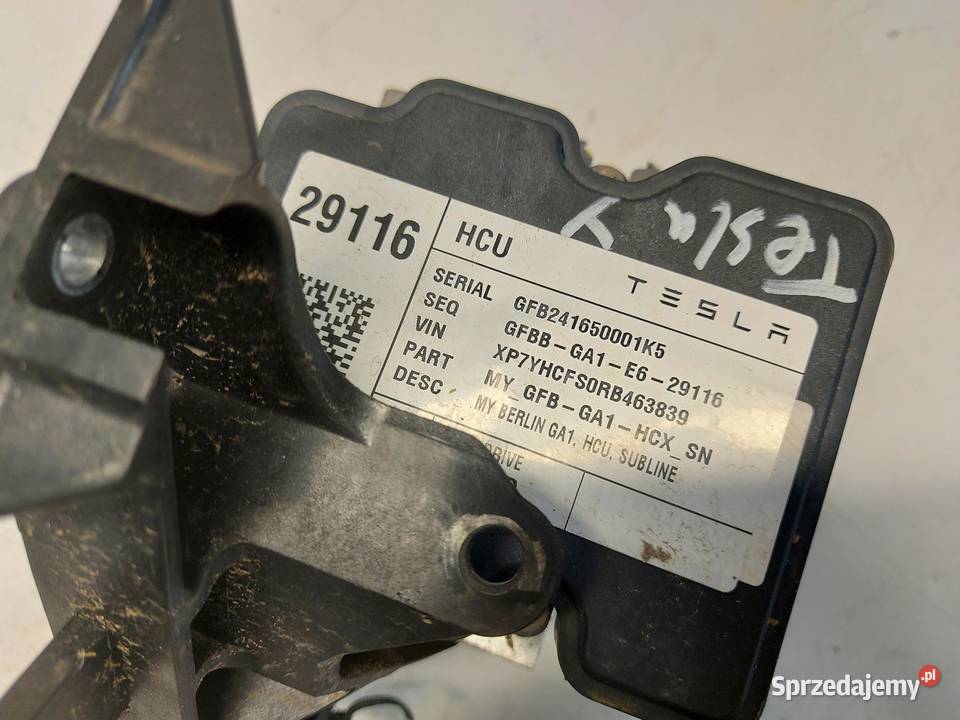 29116
HCU
TESLA
Tesla Y
SERIAL GFB241650001K5
SEQ GFBB-GA1-E6-29116
VIN XP7YHCFS0RB463839
PART MY_GFB-GA1-HCX_SN
DESC MY BERLIN GA1, HCU, SUBLINE
Sprzedajemy.pl